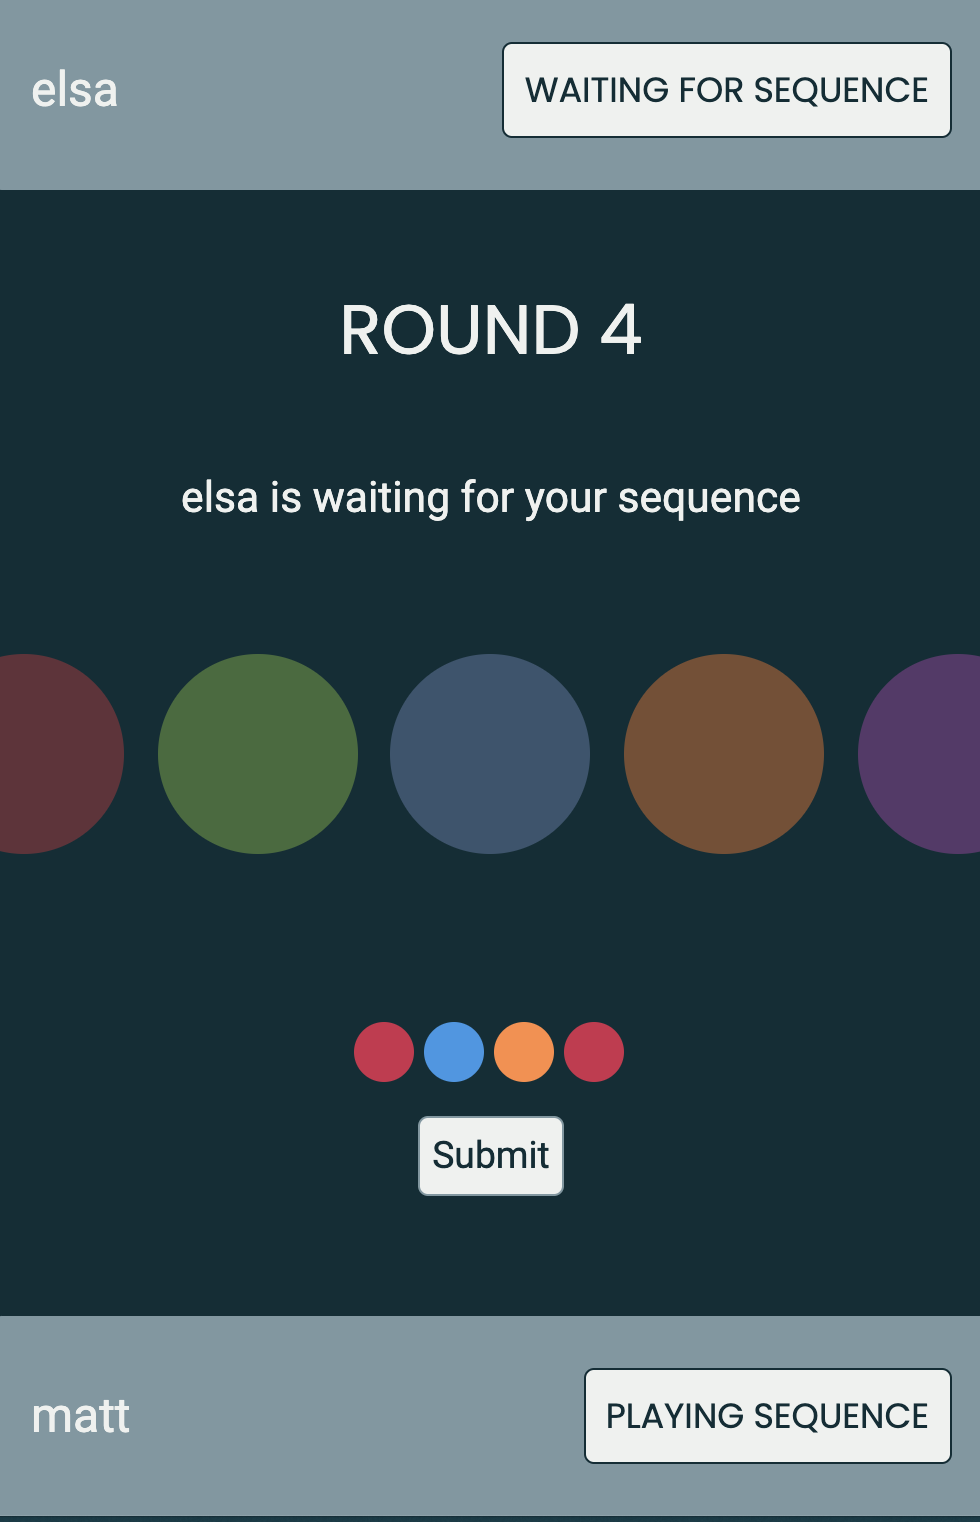 elsa
WAITING FOR SEQUENCE
ROUND 4
elsa is waiting for your sequence
Submit
matt
PLAYING SEQUENCE